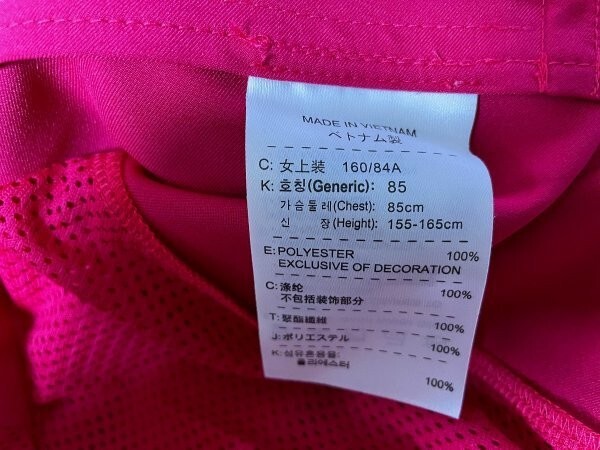 MADE IN VIETNAM
ベトナム製
C: 女上装 160/84A
K: 호칭(Generic): 85
가슴둘레(Chest): 85cm
신 장(Height): 155-165cm
E: POLYESTER 100%
EXCLUSIVE OF DECORATION
C: 涤纶 100%
不包括装饰部分
T: 聚酯纖維 100%
J: ポリエステル 100%
K: 섬유혼용율:
폴리에스터 100%